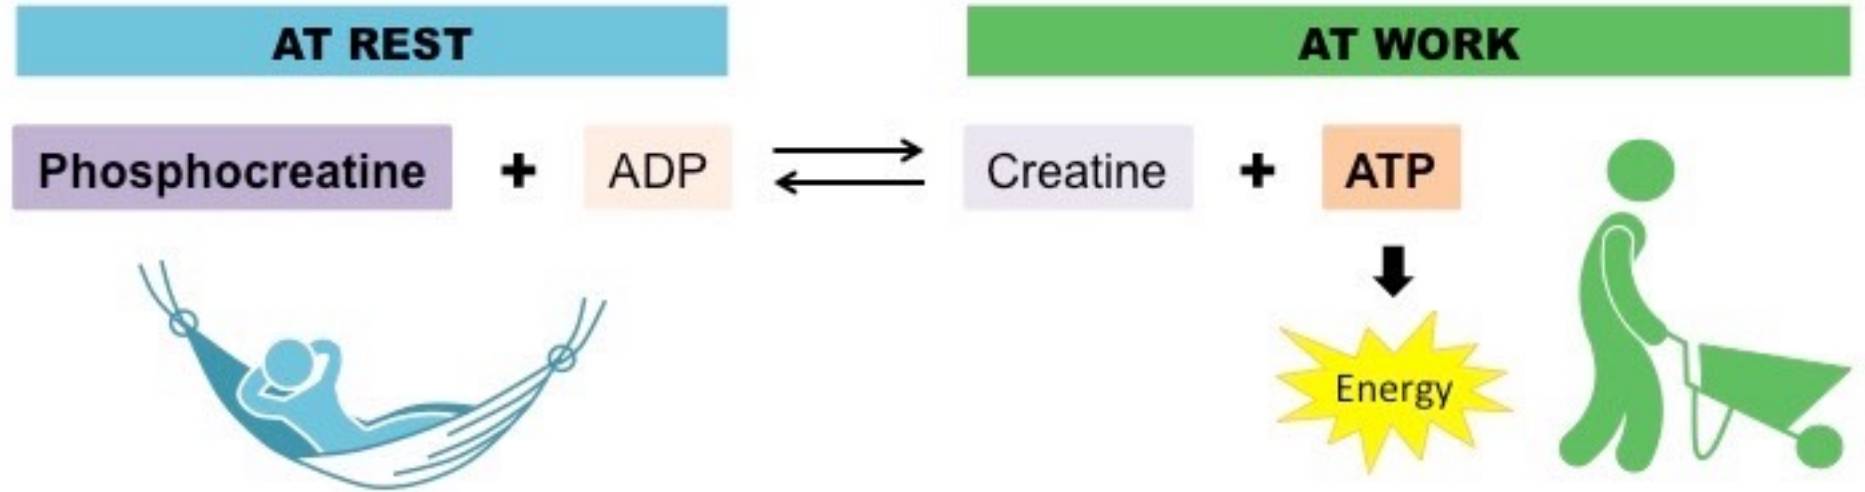 AT REST
AT WORK
Phosphocreatine + ADP Creatine + ATP
Energy